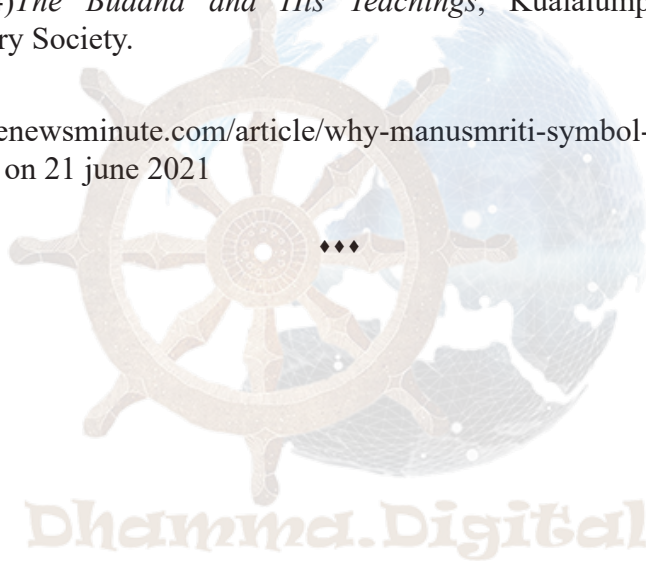 -)The Buddha and His Teachings, Kualalump
ry Society.
enewsminute.com/article/why-manusmriti-symbol-
on 21 june 2021
♦♦♦
Dhamma.Digital